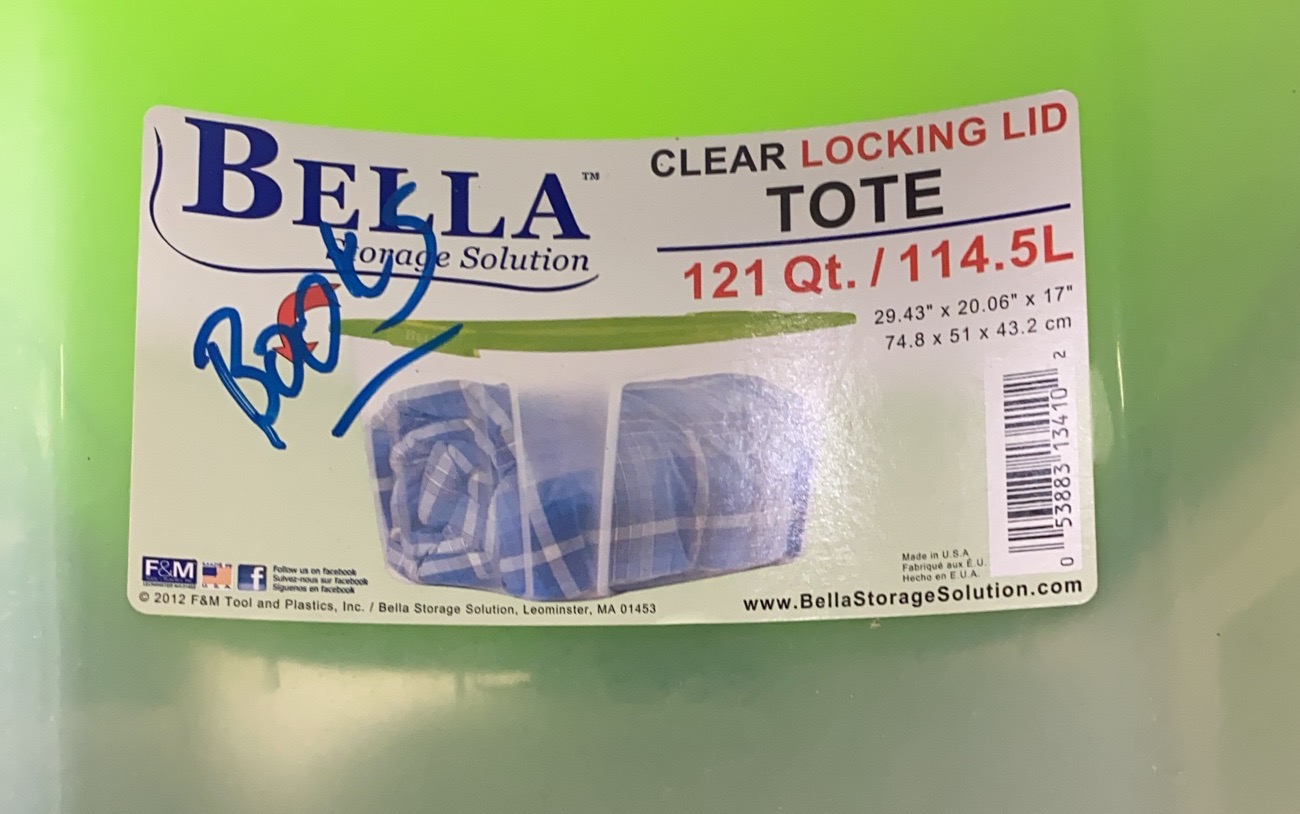 BELLA™
Storage Solution
BOOKS
CLEAR LOCKING LID
TOTE
121 Qt. / 114.5L
29.43" x 20.06" x 17"
74.8 x 51 x 43.2 cm
0 53883 13410 2
F&M
Follow us on facebook
Suivez-nous sur facebook
Siguenos en facebook
Made in U.S.A
Fabriqué aux É.U.
Hecho en E.U.A.
© 2012 F&M Tool and Plastics, Inc. / Bella Storage Solution, Leominster, MA 01453
www.BellaStorageSolution.com